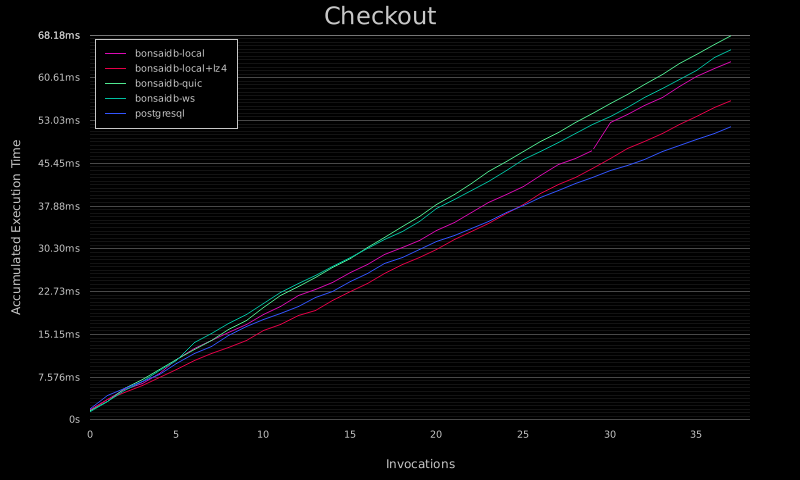 Checkout
68.18ms
60.61ms
53.03ms
45.45ms
37.88ms
30.30ms
22.73ms
15.15ms
7.576ms
0s
bonsaidb-local
bonsaidb-local+lz4
bonsaidb-quic
bonsaidb-ws
postgresql
Accumulated Execution Time
0 5 10 15 20 25 30 35
Invocations